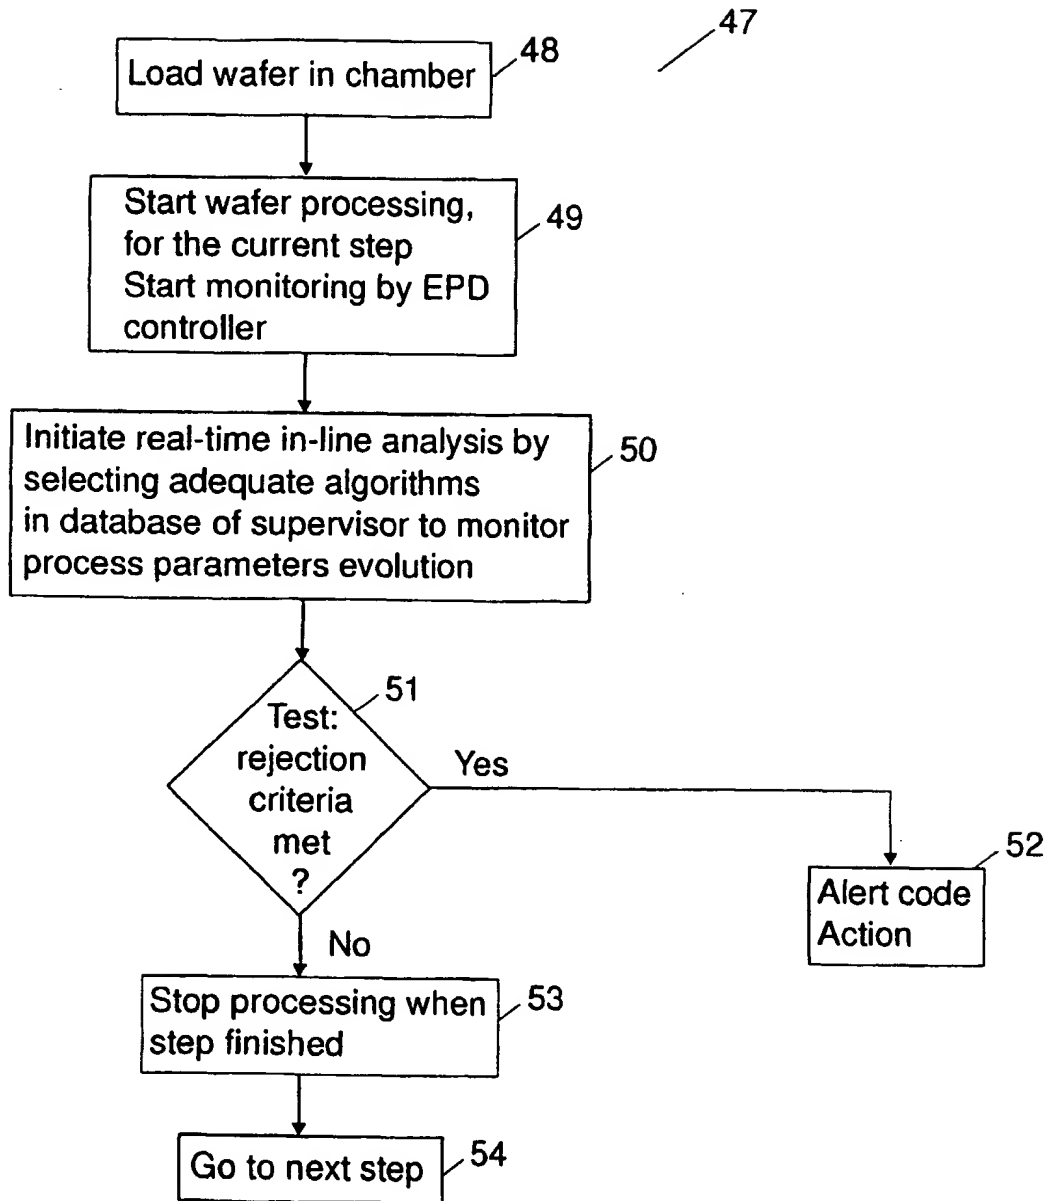 47
48
Load wafer in chamber
Start wafer processing,
for the current step
Start monitoring by EPD
controller
49
Initiate real-time in-line analysis by
selecting adequate algorithms
in database of supervisor to monitor
process parameters evolution
50
51
Test:
rejection
criteria
met
?
Yes
52
Alert code
Action
No
Stop processing when
step finished
53
Go to next step
54